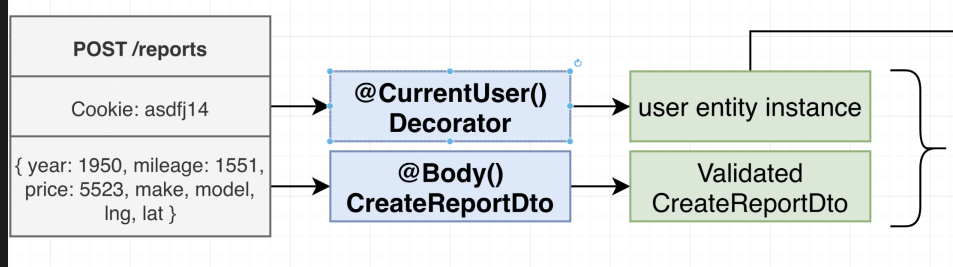 POST /reports
Cookie: asdfj14
{ year: 1950, mileage: 1551,
price: 5523, make, model,
lng, lat }
@CurrentUser()
Decorator
@Body()
CreateReportDto
user entity instance
Validated
CreateReportDto